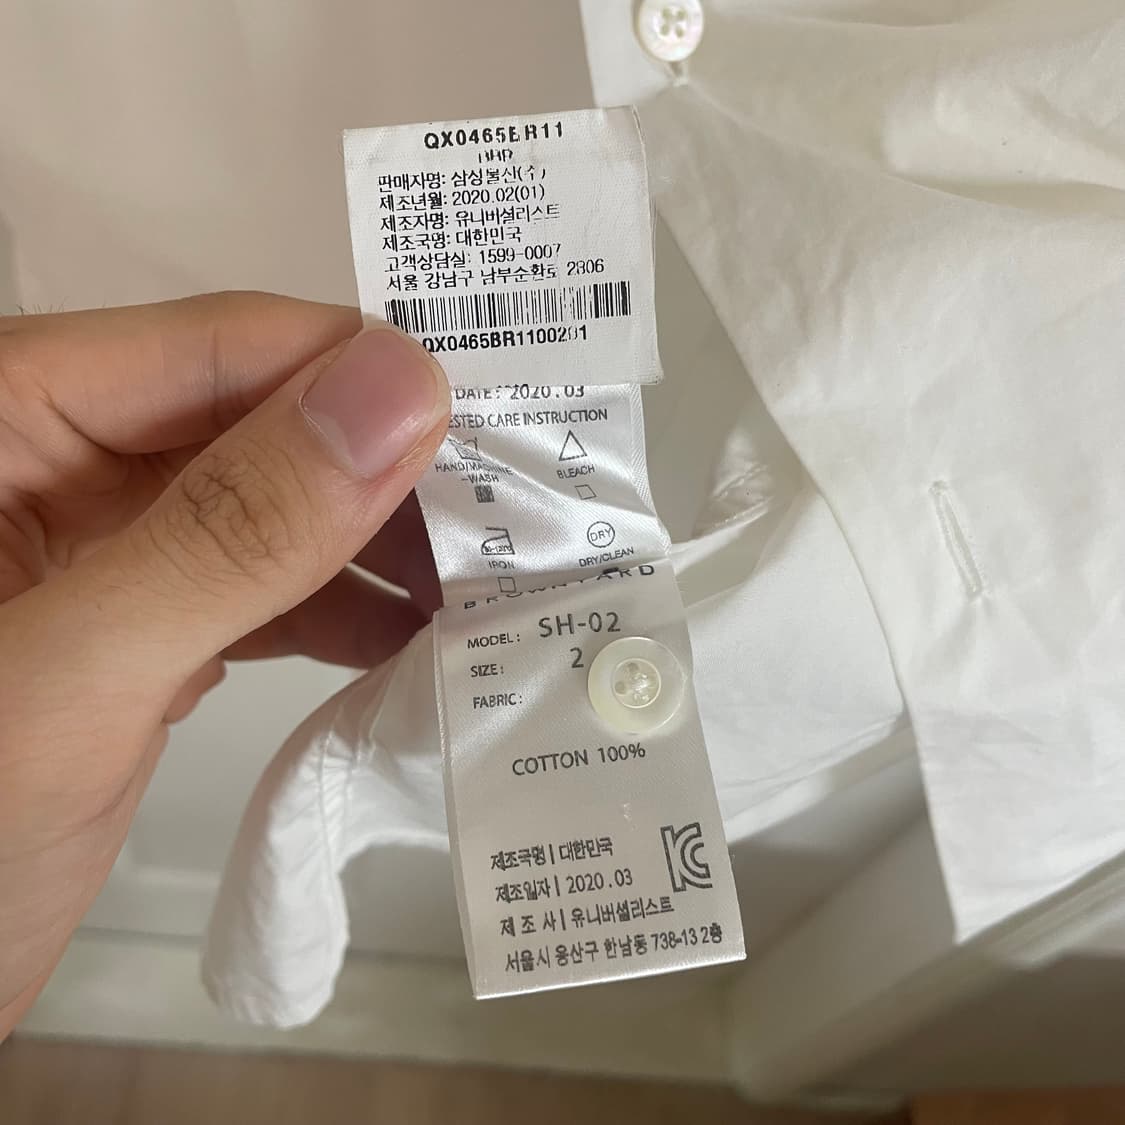 QX0465BR11
판매자명: 삼성물산(주)
제조년월: 2020.02(01)
제조자명: 유니버셜리스트
제조국명: 대한민국
고객상담실: 1599-0007
서울 강남구 남부순환로 2806
QX0465BR1100201
DATE: 2020.03
CARE INSTRUCTION
HAND/MACHINE
-WASH
BLEACH
IRON
DRY
DRY/CLEAN
BROWNYARD
MODEL: SH-02
SIZE: 2
FABRIC:
COTTON 100%
제조국명 | 대한민국
제조일자 | 2020.03
제 조 사 | 유니버셜리스트
서울시 용산구 한남동 738-13 2층